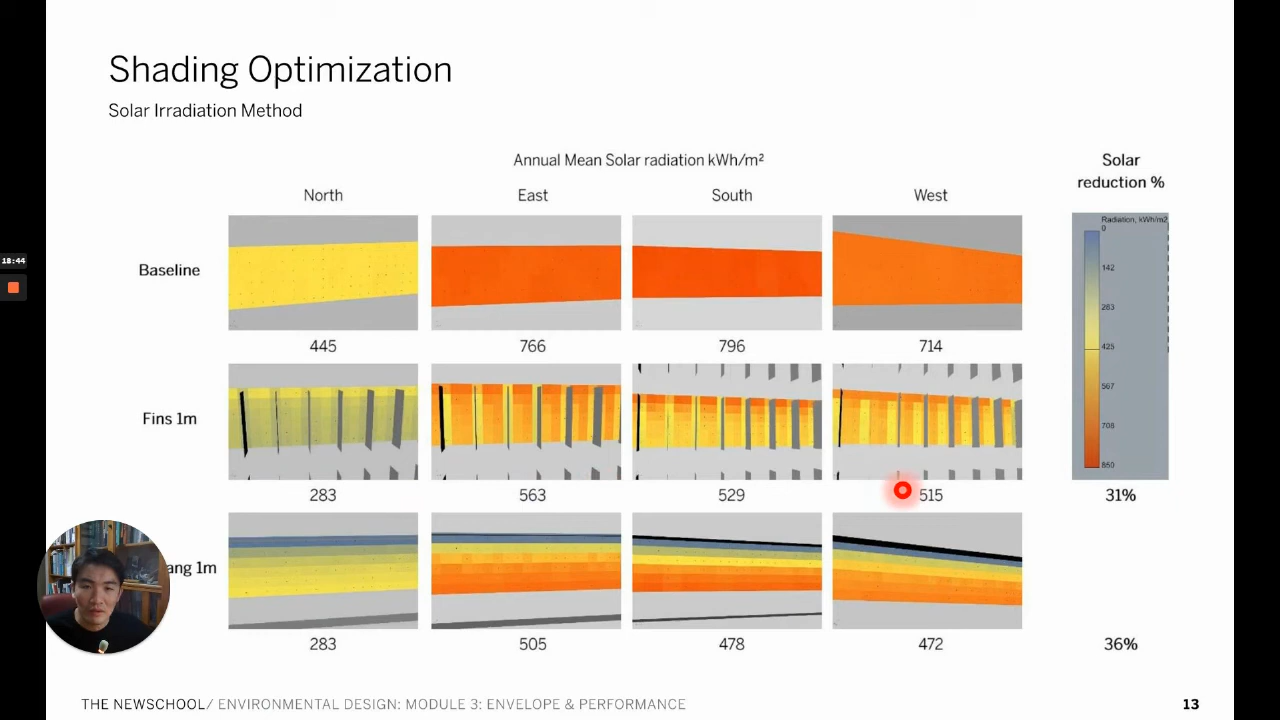 Shading Optimization
Solar Irradiation Method
Annual Mean Solar radiation kWh/m²
Solar
reduction %
North
East
South
West
Radiation, kWh/m2
0
142
283
425
567
708
850
Baseline
445
766
796
714
18:44
Fins 1m
283
563
529
515
31%
ang 1m
283
505
478
472
36%
THE NEWSCHOOL/ ENVIRONMENTAL DESIGN: MODULE 3: ENVELOPE & PERFORMANCE
13